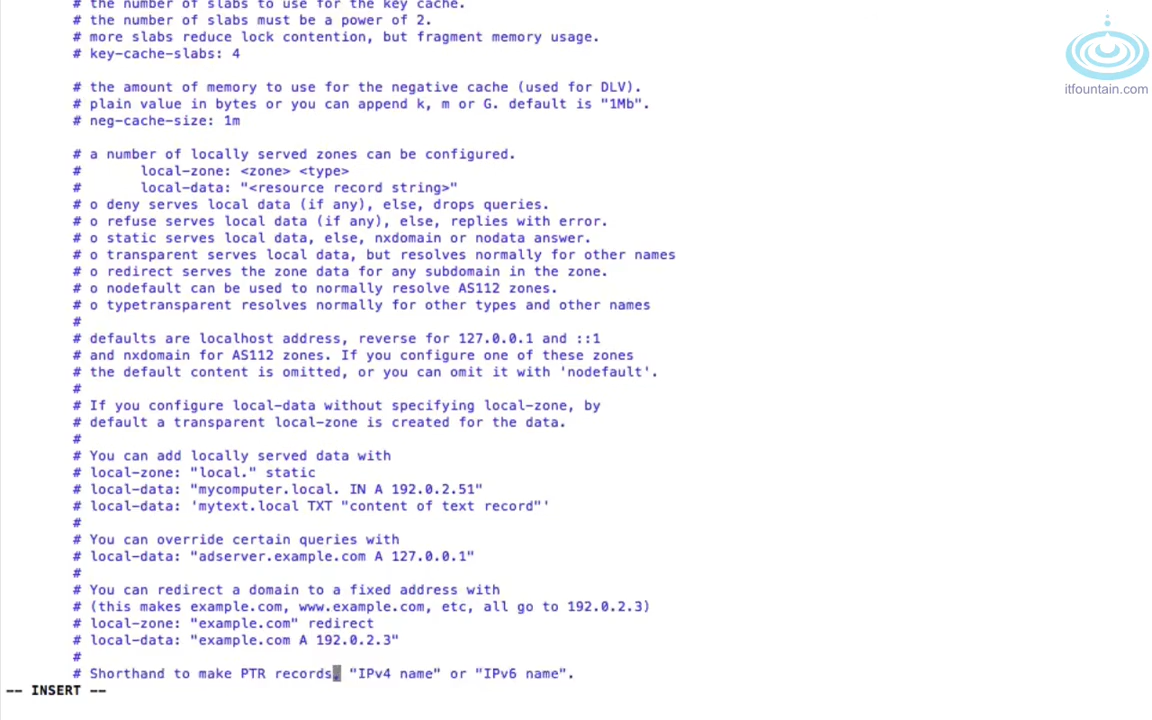 # the number of slabs to use for the key cache.
# the number of slabs must be a power of 2.
# more slabs reduce lock contention, but fragment memory usage.
# key-cache-slabs: 4
# the amount of memory to use for the negative cache (used for DLV).
# plain value in bytes or you can append k, m or G. default is "1Mb".
# neg-cache-size: 1m
# a number of locally served zones can be configured.
#       local-zone: <zone> <type>
#       local-data: "<resource record string>"
# o deny serves local data (if any), else, drops queries.
# o refuse serves local data (if any), else, replies with error.
# o static serves local data, else, nxdomain or nodata answer.
# o transparent serves local data, but resolves normally for other names
# o redirect serves the zone data for any subdomain in the zone.
# o nodefault can be used to normally resolve AS112 zones.
# o typetransparent resolves normally for other types and other names
#
# defaults are localhost address, reverse for 127.0.0.1 and ::1
# and nxdomain for AS112 zones. If you configure one of these zones
# the default content is omitted, or you can omit it with 'nodefault'.
#
# If you configure local-data without specifying local-zone, by
# default a transparent local-zone is created for the data.
#
# You can add locally served data with
# local-zone: "local." static
# local-data: "mycomputer.local. IN A 192.0.2.51"
# local-data: 'mytext.local TXT "content of text record"'
#
# You can override certain queries with
# local-data: "adserver.example.com A 127.0.0.1"
#
# You can redirect a domain to a fixed address with
# (this makes example.com, www.example.com, etc, all go to 192.0.2.3)
# local-zone: "example.com" redirect
# local-data: "example.com A 192.0.2.3"
#
# Shorthand to make PTR records, "IPv4 name" or "IPv6 name".
-- INSERT --
itfountain.com